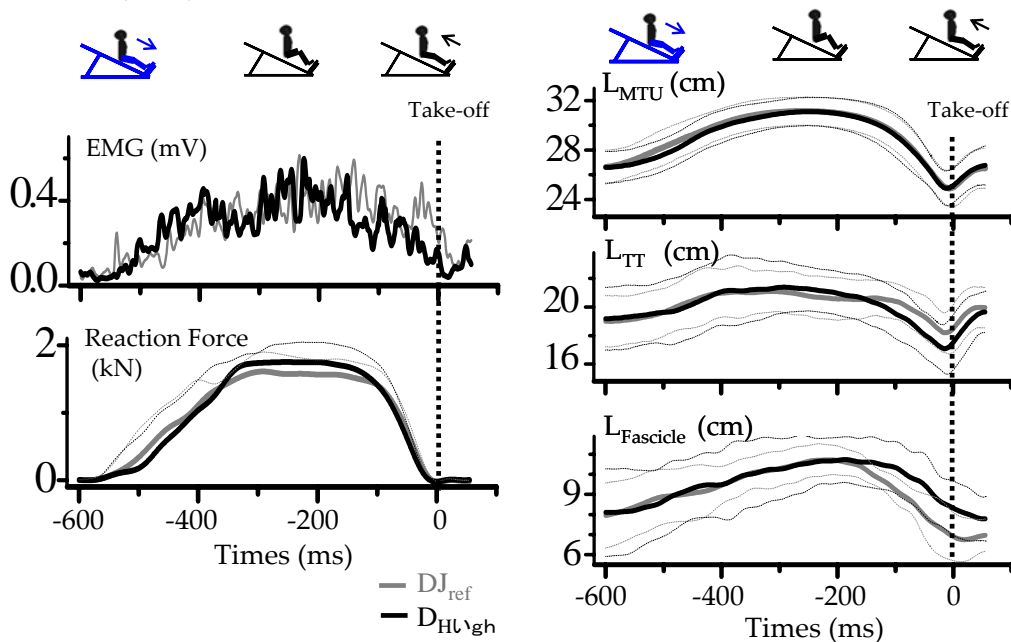 Take-off
EMG (mV)
0.4
0.0
Reaction Force
(kN)
2
0
-600
-400
-200
0
Times (ms)
DJref
DHIgh
LMTU (cm)
32
28
24
Take-off
LTT (cm)
20
16
LFascicle (cm)
9
6
-600
-400
-200
0
Times (ms)